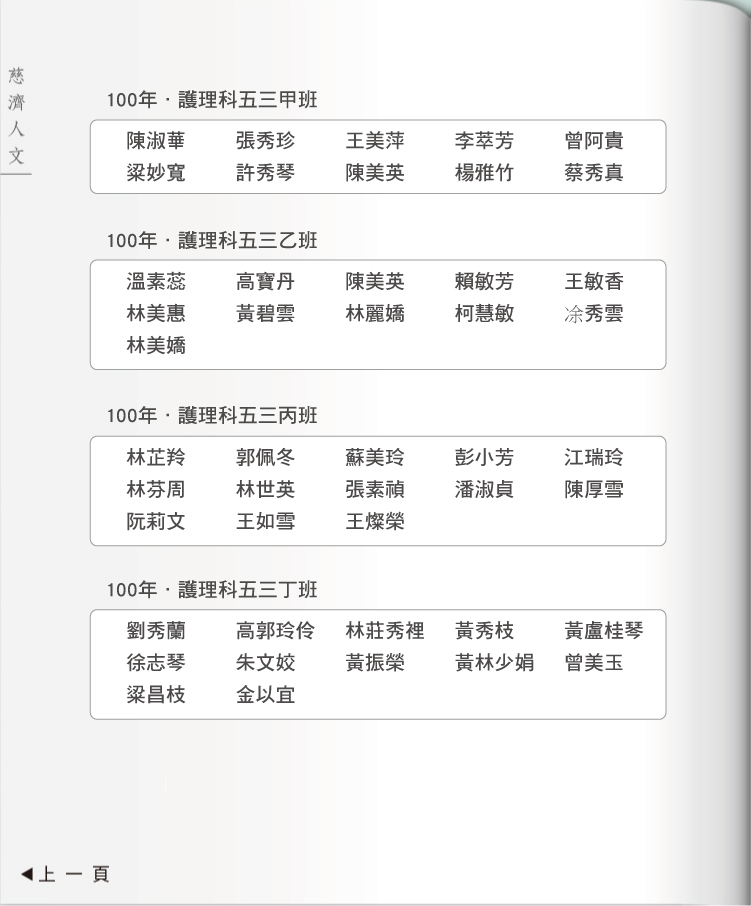 慈濟人文
100年．護理科五三甲班
陳淑華 張秀珍 王美萍 李萃芳 曾阿貴
梁妙寬 許秀琴 陳美英 楊雅竹 蔡秀真
100年．護理科五三乙班
溫素蕊 高寶丹 陳美英 賴敏芳 王敏香
林美惠 黃碧雲 林麗嬌 柯慧敏 凃秀雲
林美嬌
100年．護理科五三丙班
林芷羚 郭佩冬 蘇美玲 彭小芳 江瑞玲
林芬周 林世英 張素禎 潘淑貞 陳厚雪
阮莉文 王如雪 王燦榮
100年．護理科五三丁班
劉秀蘭 高郭玲伶 林莊秀裡 黃秀枝 黃盧桂琴
徐志琴 朱文姣 黃振榮 黃林少娟 曾美玉
梁昌枝 金以宜
◀上一頁